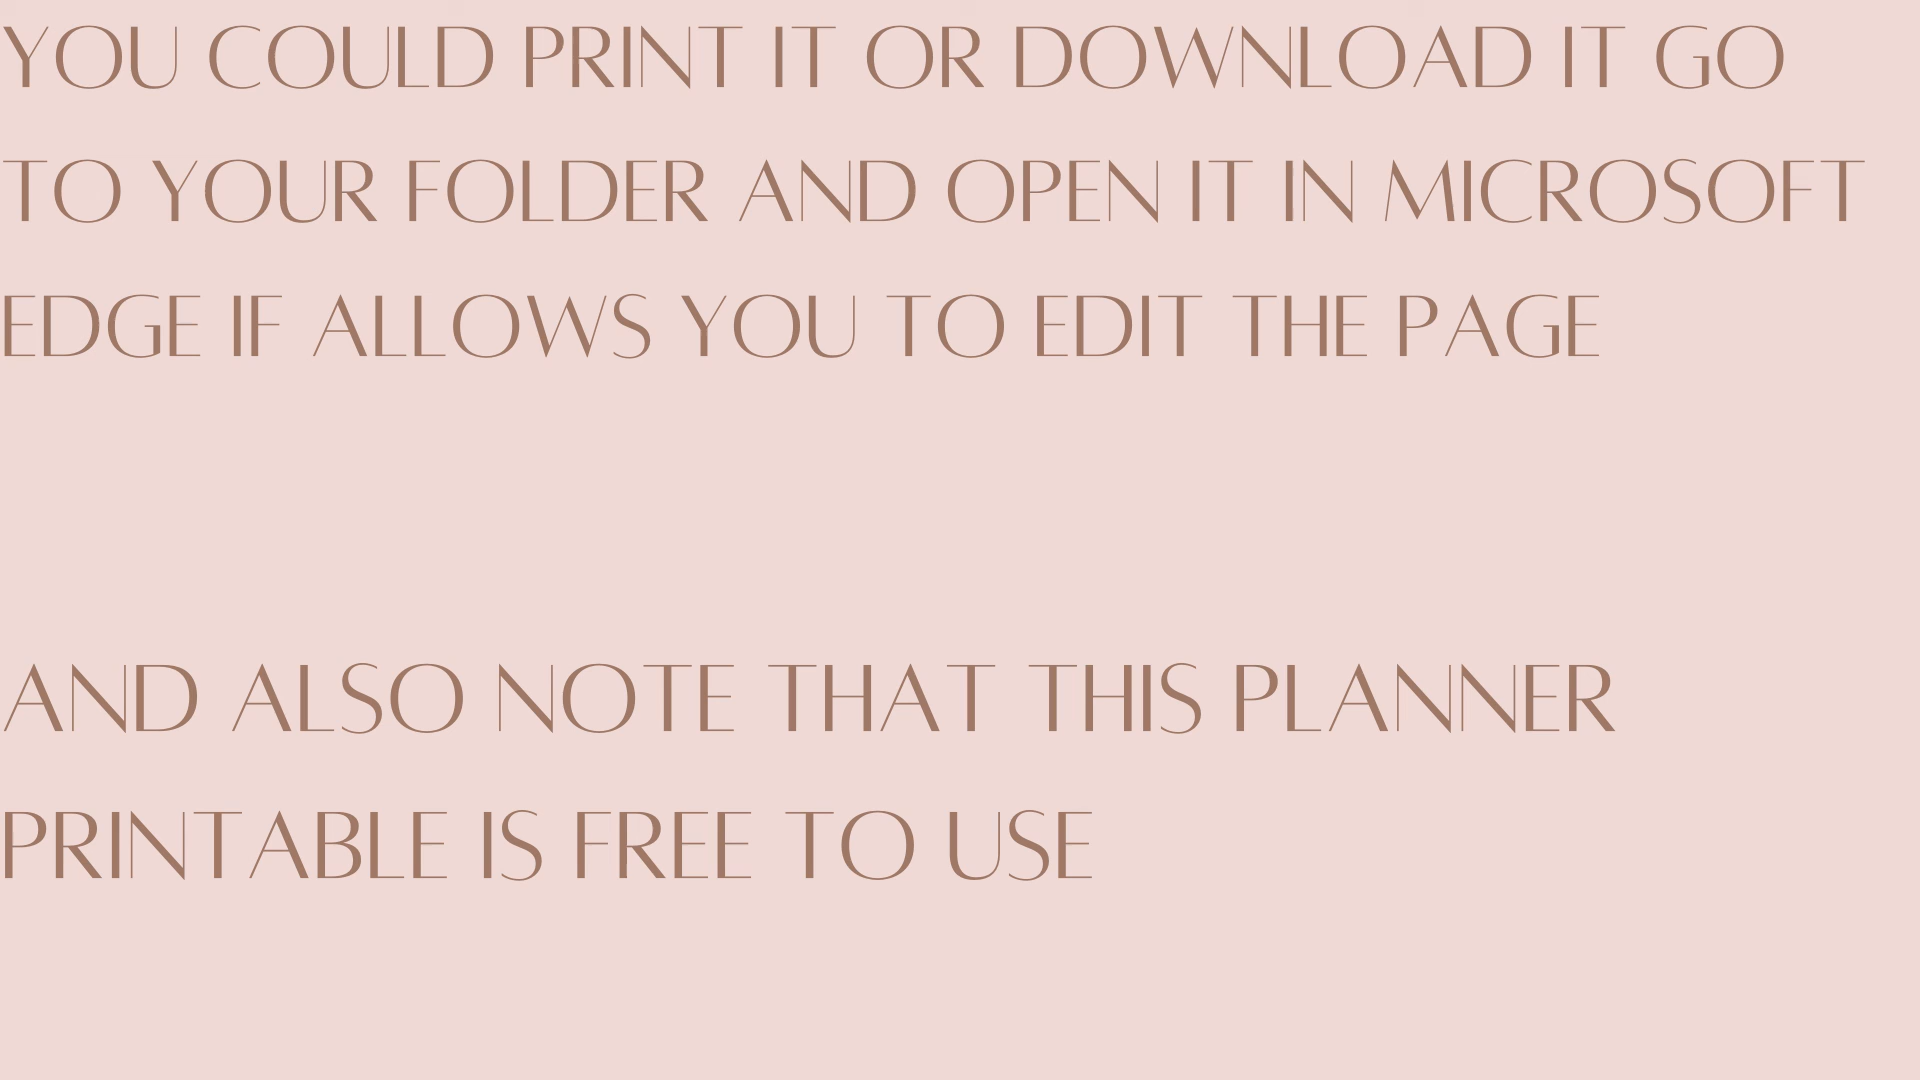 YOU COULD PRINT IT OR DOWNLOAD IT GO
TO YOUR FOLDER AND OPEN IT IN MICROSOFT
EDGE IF ALLOWS YOU TO EDIT THE PAGE
AND ALSO NOTE THAT THIS PLANNER
PRINTABLE IS FREE TO USE